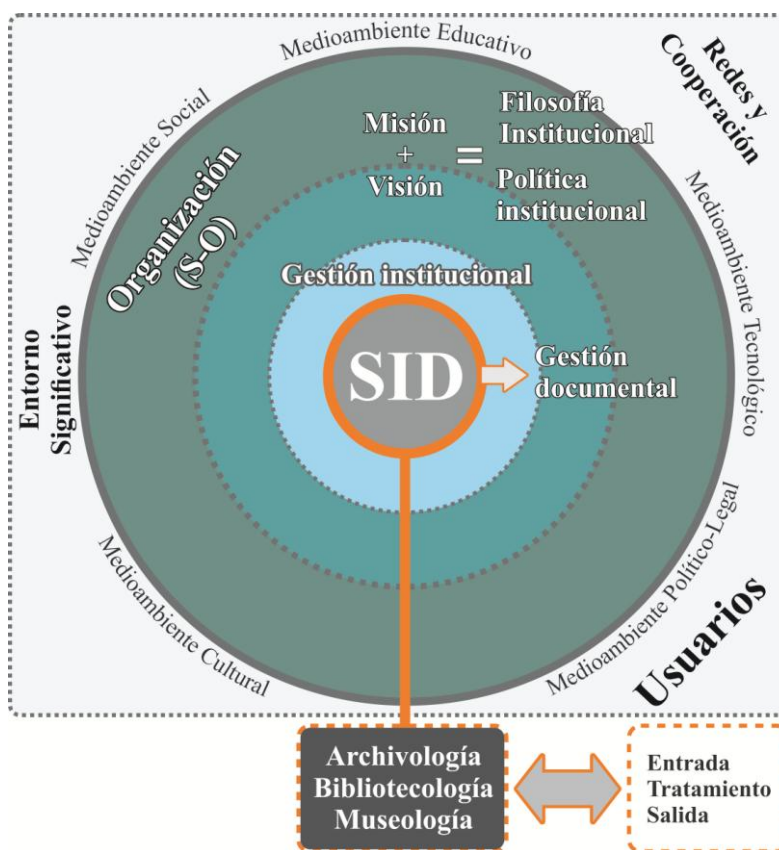 Medioambiente Educativo
Redes y
Cooperación
Medioambiente Social
Misión
+
Visión
=
Filosofía
Institucional
Política
institucional
Organización
(S-O)
Medioambiente Tecnológico
Gestión institucional
Entorno
Significativo
SID
Gestión
documental
Medioambiente Cultural
Medioambiente Político-Legal
Usuarios
Archivología
Bibliotecología
Museología
Entrada
Tratamiento
Salida